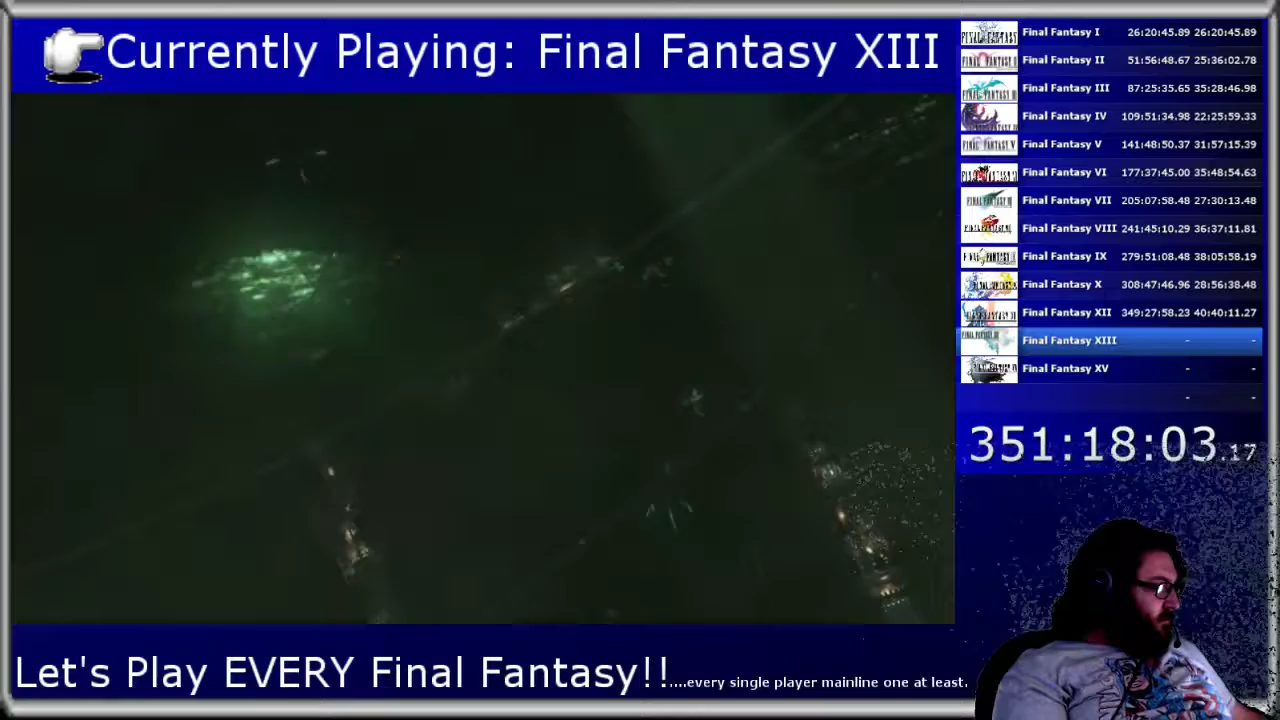 Currently Playing: Final Fantasy XIII
Final Fantasy I 26:20:45.89 26:20:45.89
Final Fantasy II 51:56:48.67 25:36:02.78
Final Fantasy III 87:25:35.65 35:28:46.98
Final Fantasy IV 109:51:34.98 22:25:59.33
Final Fantasy V 141:48:50.37 31:57:15.39
Final Fantasy VI 177:37:45.00 35:48:54.63
Final Fantasy VII 205:07:58.48 27:30:13.48
Final Fantasy VIII 241:45:10.29 36:37:11.81
Final Fantasy IX 279:51:08.48 38:05:58.19
Final Fantasy X 308:47:46.96 28:56:38.48
Final Fantasy XII 349:27:58.23 40:40:11.27
Final Fantasy XIII - -
Final Fantasy XV - -
- -
351:18:03.17
Let's Play EVERY Final Fantasy!!....every single player mainline one at least.